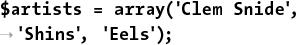 $artists = array('Clem Snide',
→ 'Shins', 'Eels');